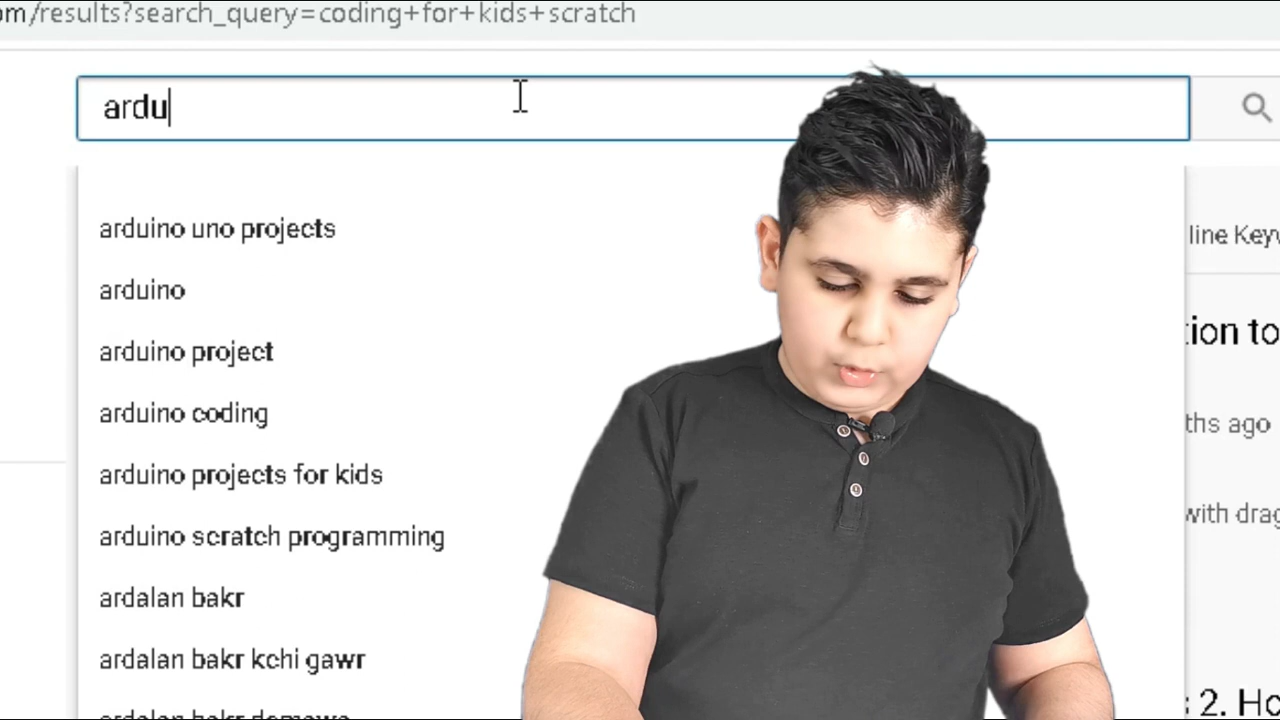 om/results?search_query=coding+for+kids+scratch
ardu
arduino uno projects
arduino
arduino project
arduino coding
arduino projects for kids
arduino scratch programming
ardalan bakr
ardalan bakr kchi gawr
line Keyw
tion to
ths ago
with drag
: 2. Ho